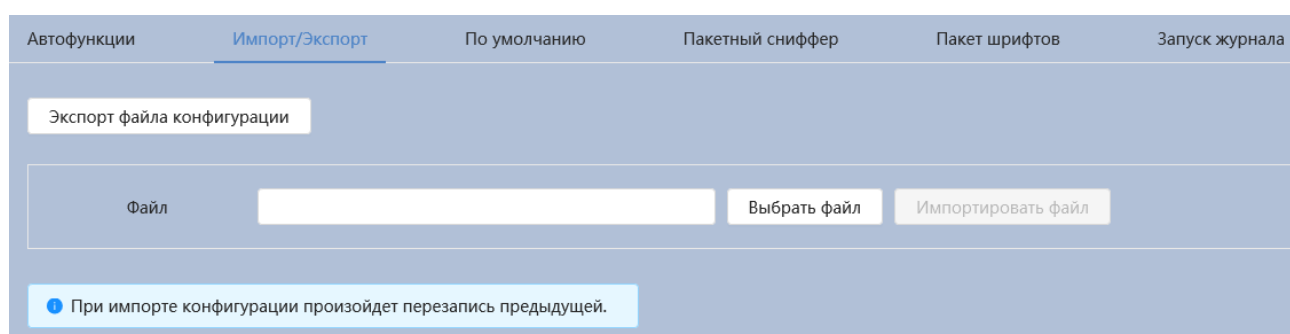 Автофункции Импорт/Экспорт По умолчанию Пакетный сниффер Пакет шрифтов Запуск журнала
Экспорт файла конфигурации
Файл Выбрать файл Импортировать файл
При импорте конфигурации произойдет перезапись предыдущей.